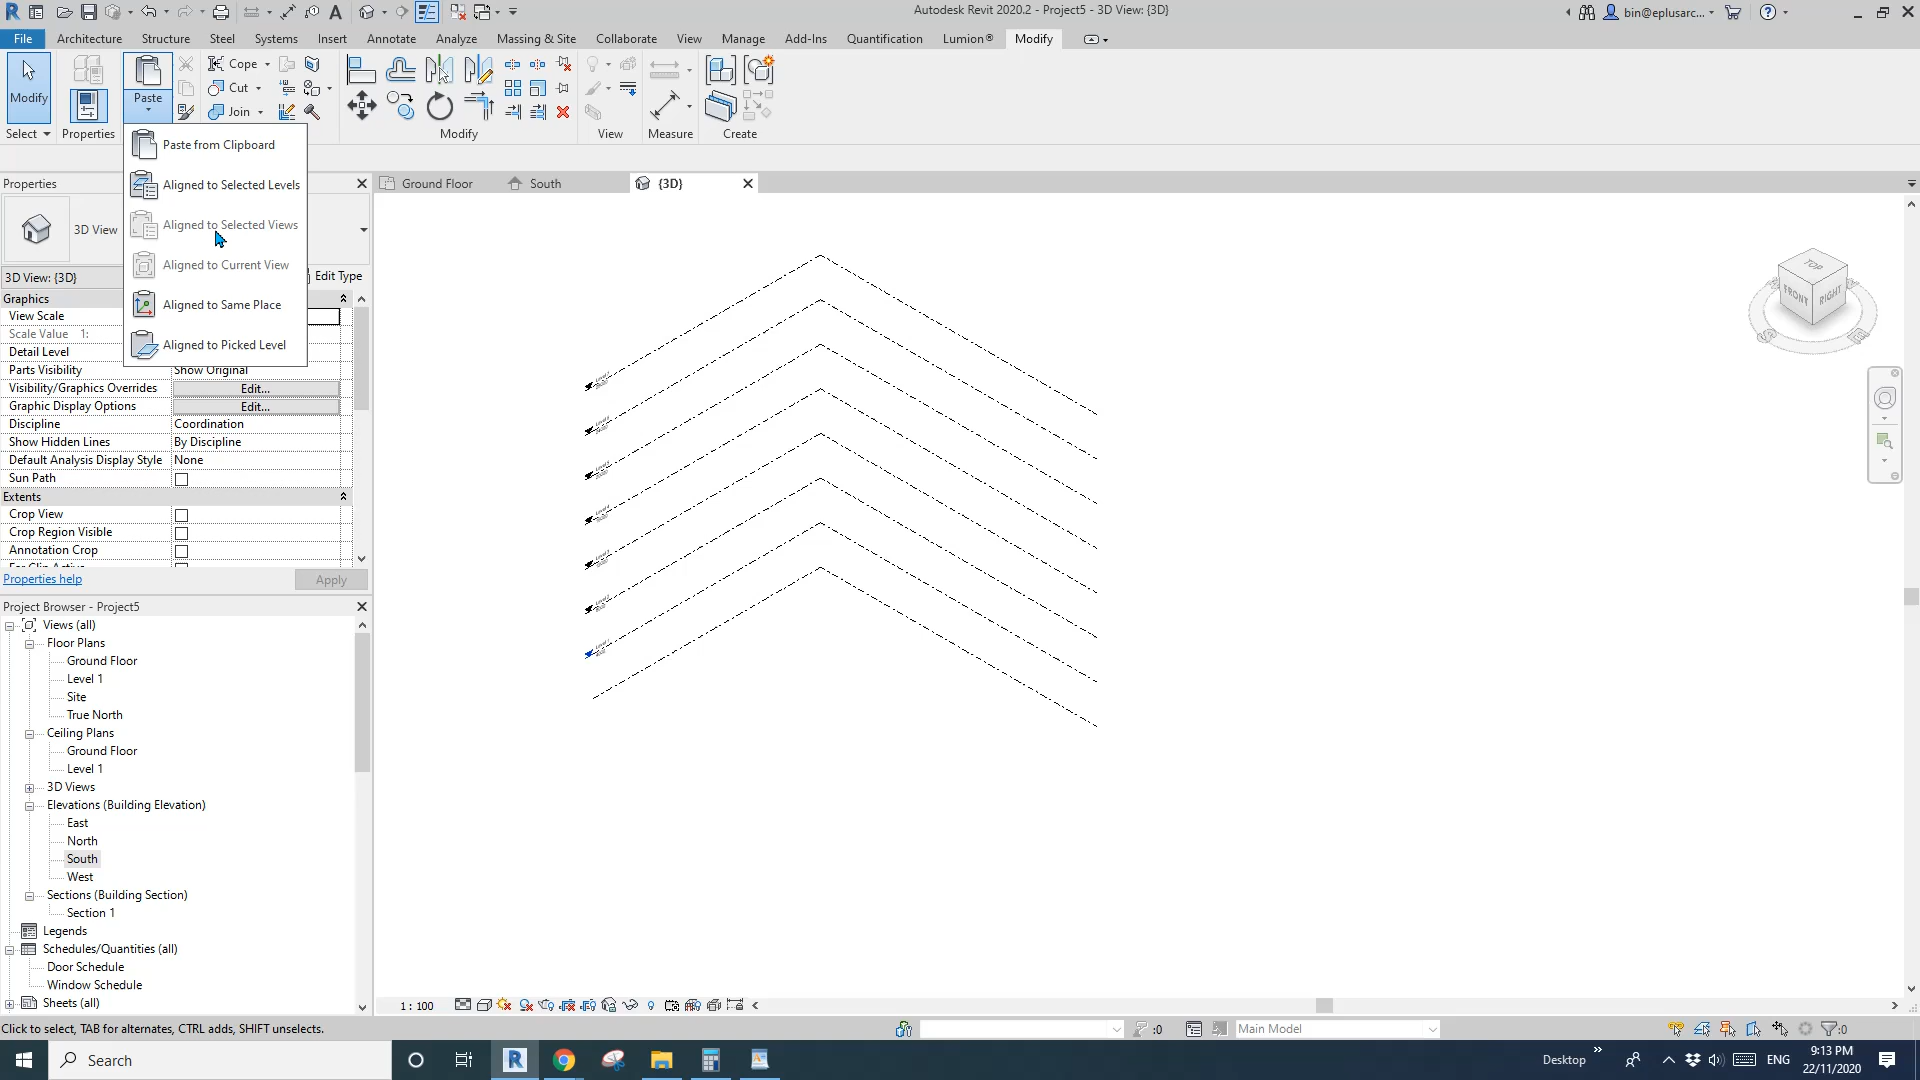 Autodesk Revit 2020.2 - Project5 - 3D View: {3D}
bin@eplusarc...
File Architecture Structure Steel Systems Insert Annotate Analyze Massing & Site Collaborate View Manage Add-Ins Quantification Lumion® Modify
Modify
Paste
Cope
Cut
Join
Select
Properties
Modify
View
Measure
Create
Paste from Clipboard
Aligned to Selected Levels
Aligned to Selected Views
Aligned to Current View
Aligned to Same Place
Aligned to Picked Level
Properties
Ground Floor
South
{3D}
3D View
3D View: {3D}
Edit Type
Graphics
View Scale
Scale Value 1:
Detail Level
Parts Visibility Show Original
Visibility/Graphics Overrides Edit...
Graphic Display Options Edit...
Discipline Coordination
Show Hidden Lines By Discipline
Default Analysis Display Style None
Sun Path
Extents
Crop View
Crop Region Visible
Annotation Crop
Properties help
Apply
Project Browser - Project5
Views (all)
Floor Plans
Ground Floor
Level 1
Site
True North
Ceiling Plans
Ground Floor
Level 1
3D Views
Elevations (Building Elevation)
East
North
South
West
Sections (Building Section)
Section 1
Legends
Schedules/Quantities (all)
Door Schedule
Window Schedule
Sheets (all)
TOP
FRONT
RIGHT
S
E
1 : 100
Click to select, TAB for alternates, CTRL adds, SHIFT unselects.
:0
Main Model
:0
Search
Desktop
ENG
9:13 PM
22/11/2020